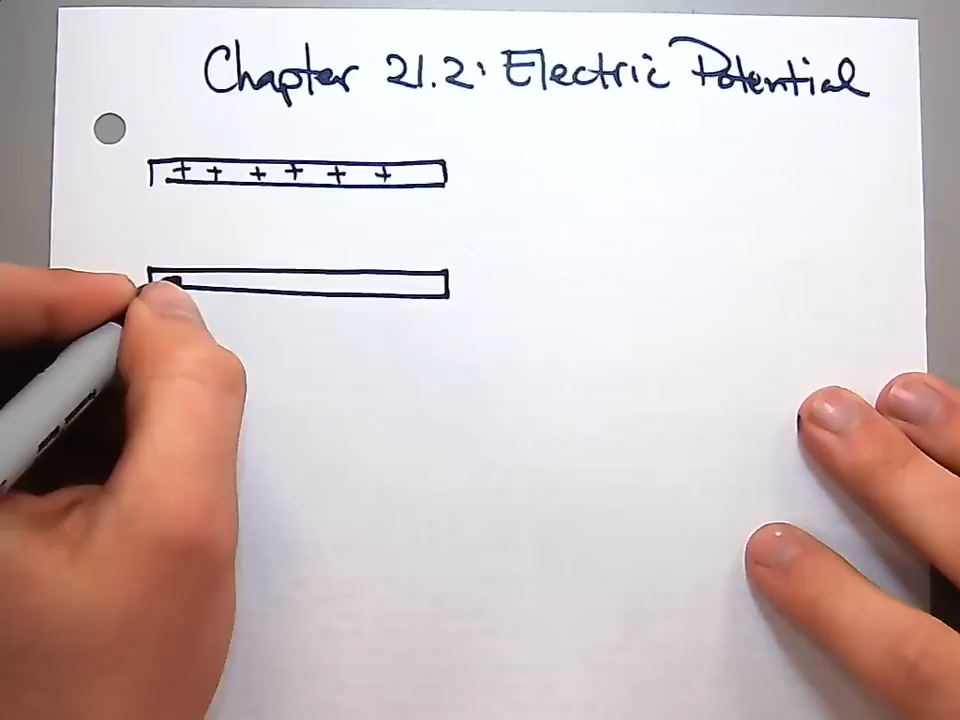 Chapter 21.2: Electric Potential
+ + + + + +